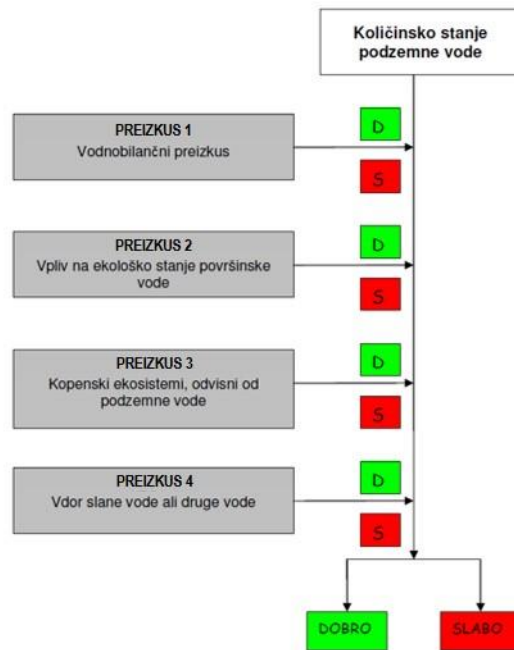 Količinsko stanje
podzemne vode
PREIZKUS 1
Vodnobilančni preizkus
D
S
PREIZKUS 2
Vpliv na ekološko stanje površinske
vode
D
S
PREIZKUS 3
Kopenski ekosistemi, odvisni od
podzemne vode
D
S
PREIZKUS 4
Vdor slane vode ali druge vode
D
S
DOBRO
SLABO